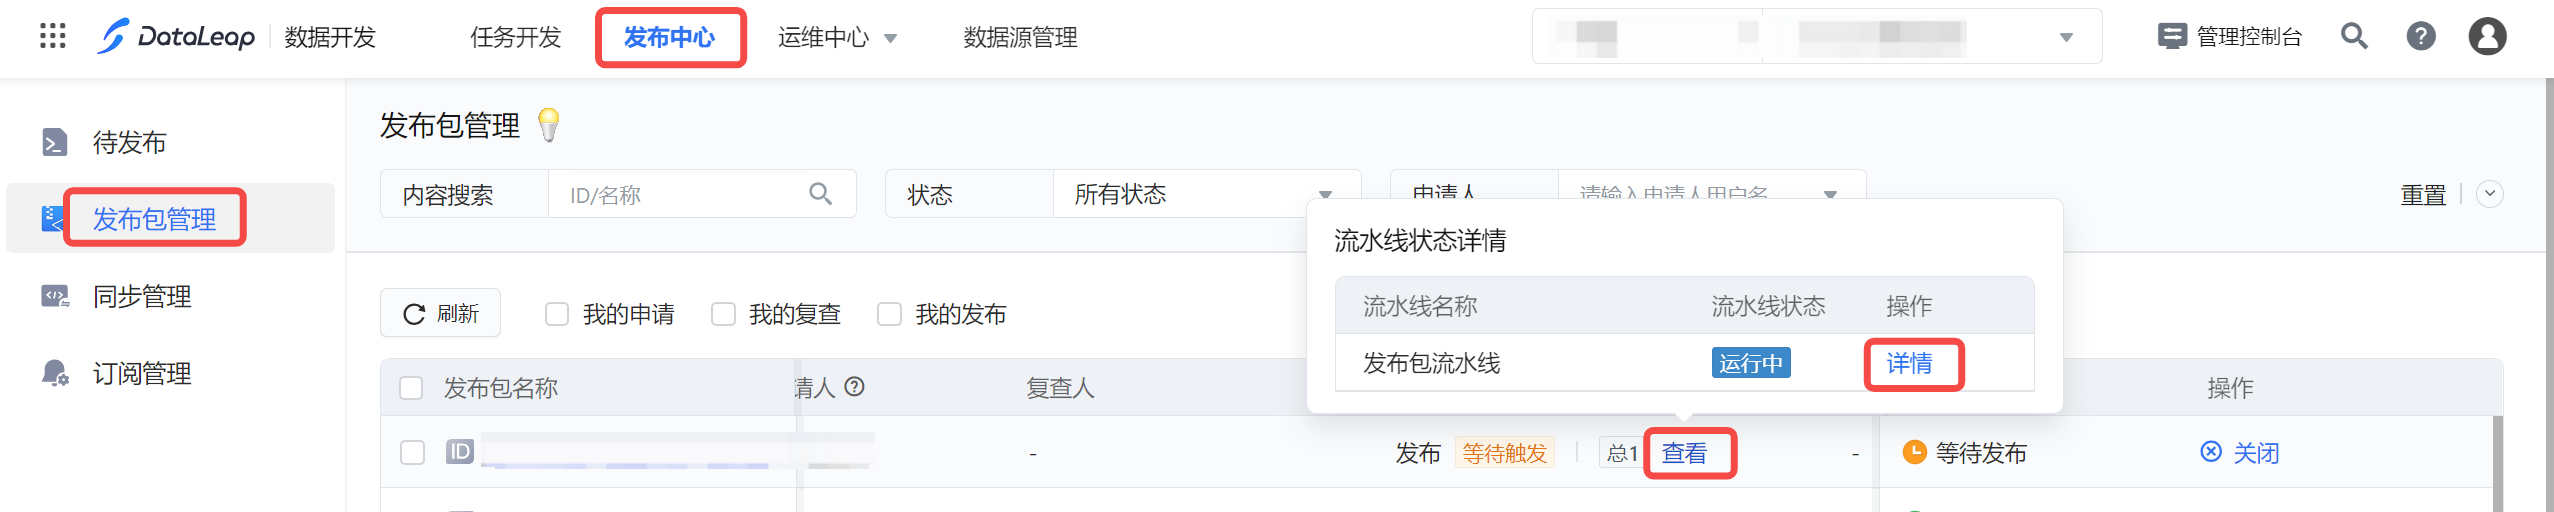 DataLeap 数据开发 任务开发 发布中心 运维中心 数据源管理 管理控制台
待发布
发布包管理
同步管理
订阅管理
发布包管理
内容搜索 ID/名称 状态 所有状态 申请人 请输入申请人用户名 重置
流水线状态详情
流水线名称 流水线状态 操作
发布包流水线 运行中 详情
刷新 我的申请 我的复查 我的发布
发布包名称 请人 复查人 操作
ID - 发布 等待触发 总1 查看 - 等待发布 关闭